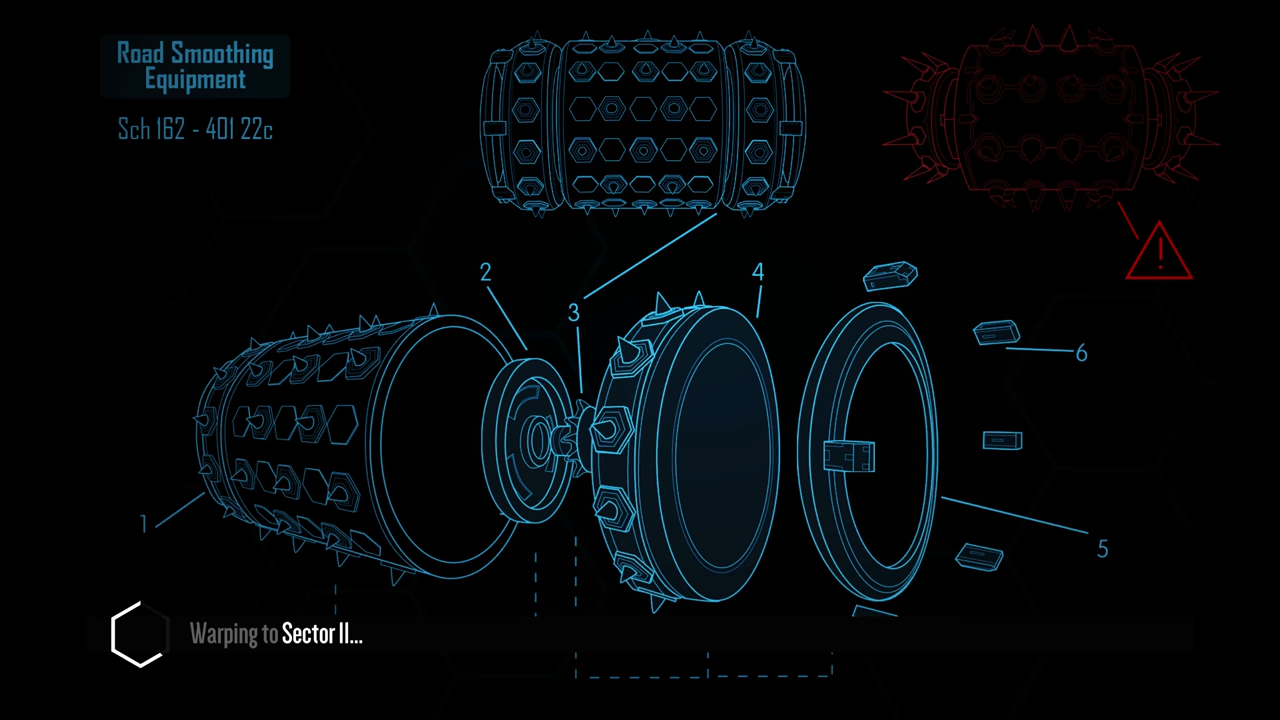 Road Smoothing
Equipment
Sch 162 - 401 22c
2
3
4
6
1
5
!
Warping to Sector II...